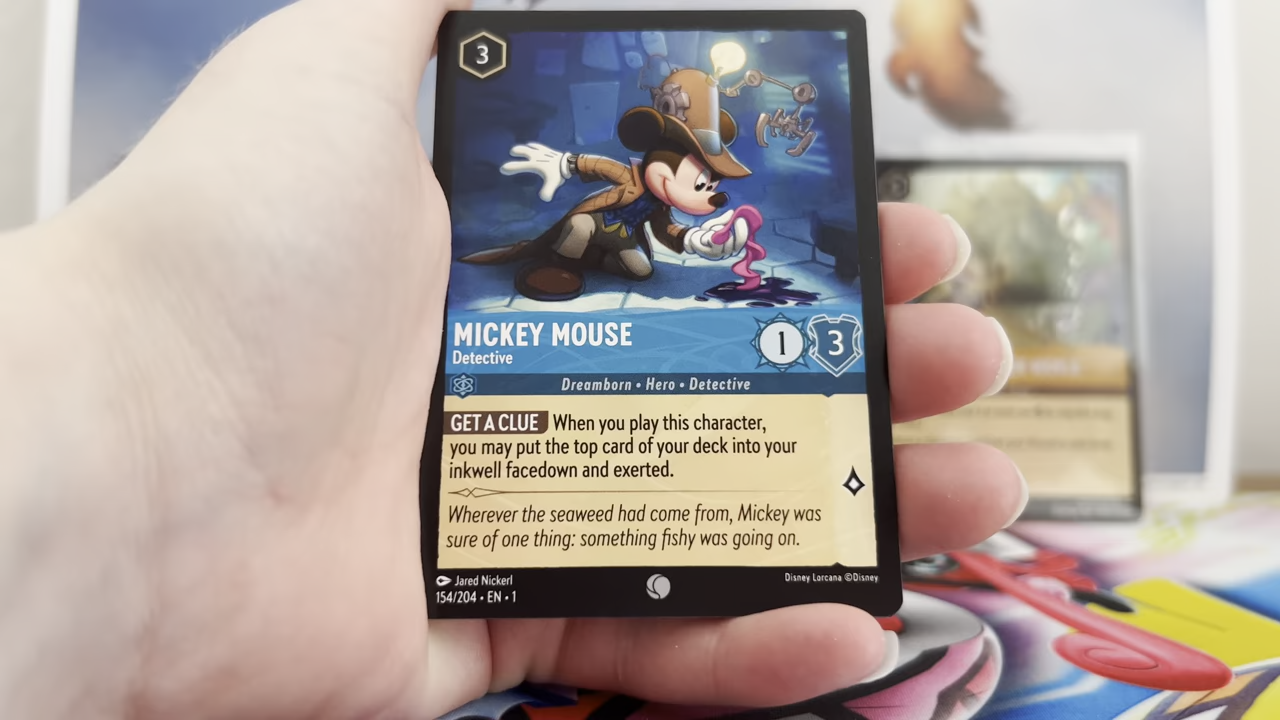 3
MICKEY MOUSE
Detective
1 3
Dreamborn • Hero • Detective
GET A CLUE When you play this character,
you may put the top card of your deck into your
inkwell facedown and exerted.
Wherever the seaweed had come from, Mickey was
sure of one thing: something fishy was going on.
Jared Nickerl
154/204 • EN • 1
Disney Lorcana ©Disney